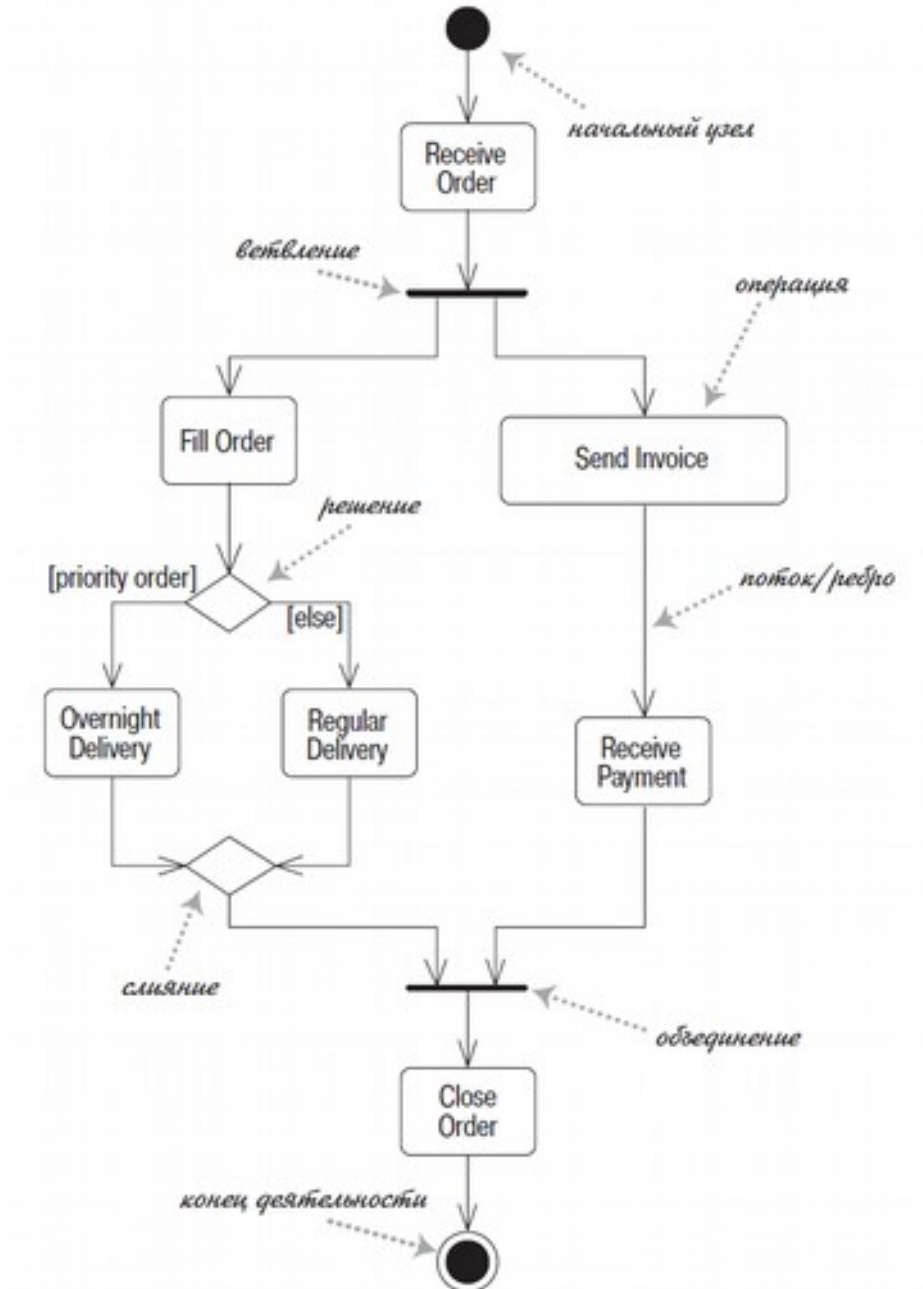 начальный узел
Receive
Order
ветвление
операция
Fill Order
Send Invoice
решение
[priority order]
[else]
поток/ребро
Overnight
Delivery
Regular
Delivery
Receive
Payment
слияние
объединение
Close
Order
конец деятельности